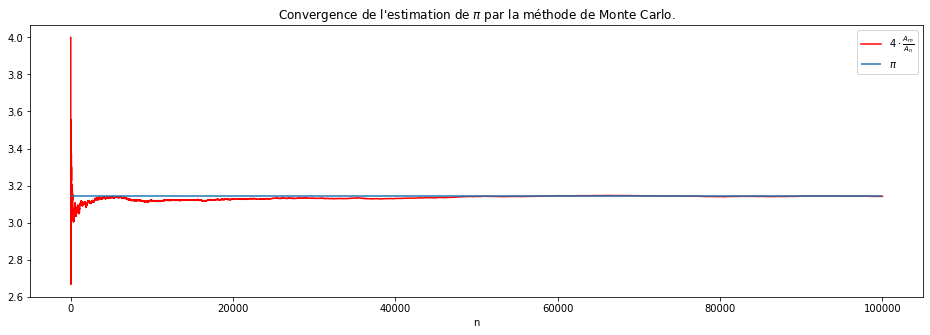 Convergence de l'estimation de π par la méthode de Monte Carlo.
4.0
3.8
3.6
3.4
3.2
3.0
2.8
2.6
4 · A_m/A_n
π
0 20000 40000 60000 80000 100000
n